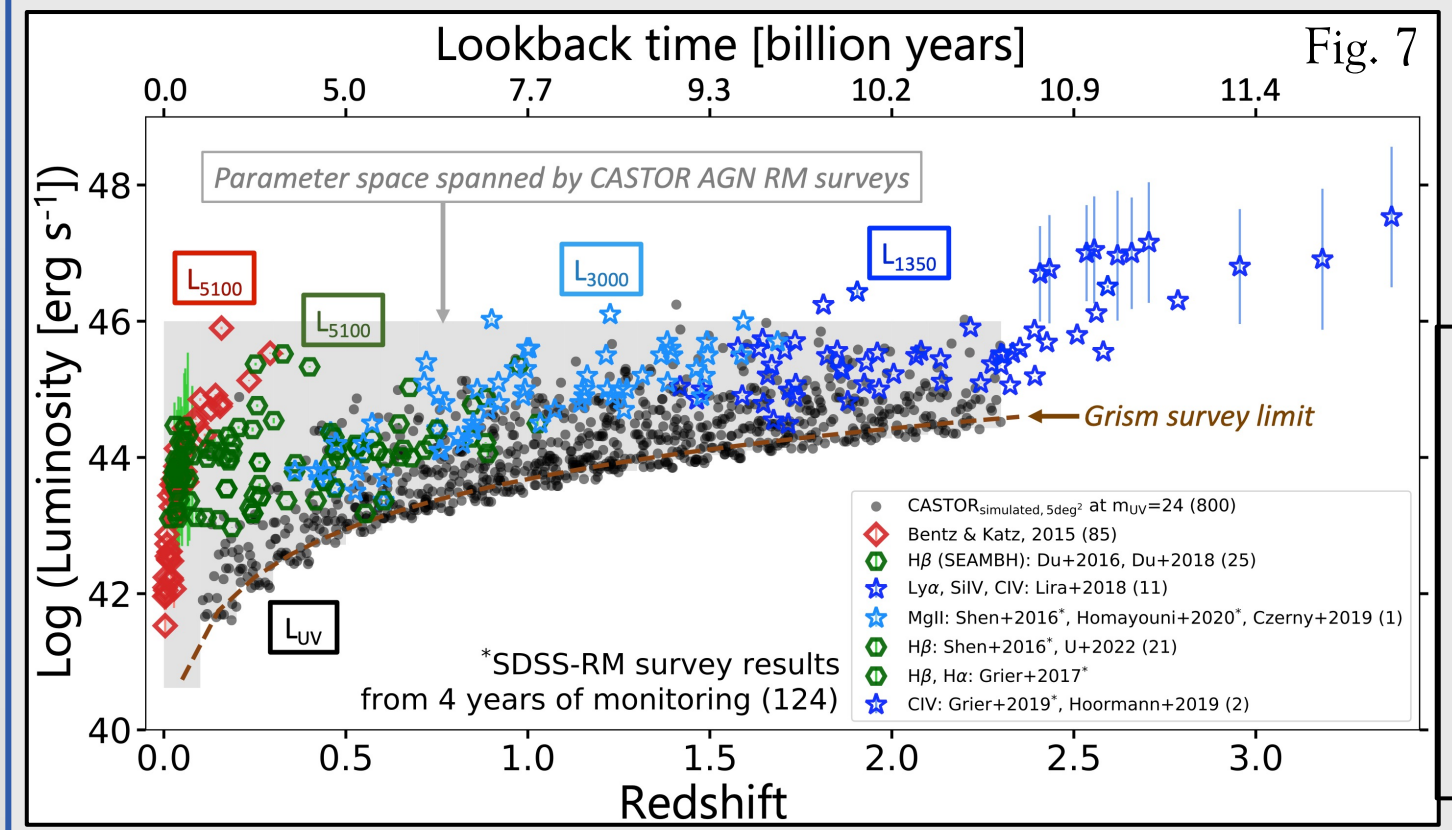 Lookback time [billion years]
Fig. 7
0.0 5.0 7.7 9.3 10.2 10.9 11.4
Log (Luminosity [erg s⁻¹])
48
46
44
42
40
Parameter space spanned by CASTOR AGN RM surveys
L₅₁₀₀
L₅₁₀₀
L₃₀₀₀
L₁₃₅₀
Grism survey limit
L_UV
*SDSS-RM survey results
from 4 years of monitoring (124)
CASTOR_simulated, 5deg² at m_UV=24 (800)
Bentz & Katz, 2015 (85)
Hβ (SEAMBH): Du+2016, Du+2018 (25)
Lyα, SiIV, CIV: Lira+2018 (11)
MgII: Shen+2016*, Homayouni+2020*, Czerny+2019 (1)
Hβ: Shen+2016*, U+2022 (21)
Hβ, Hα: Grier+2017*
CIV: Grier+2019*, Hoormann+2019 (2)
0.0 0.5 1.0 1.5 2.0 2.5 3.0
Redshift